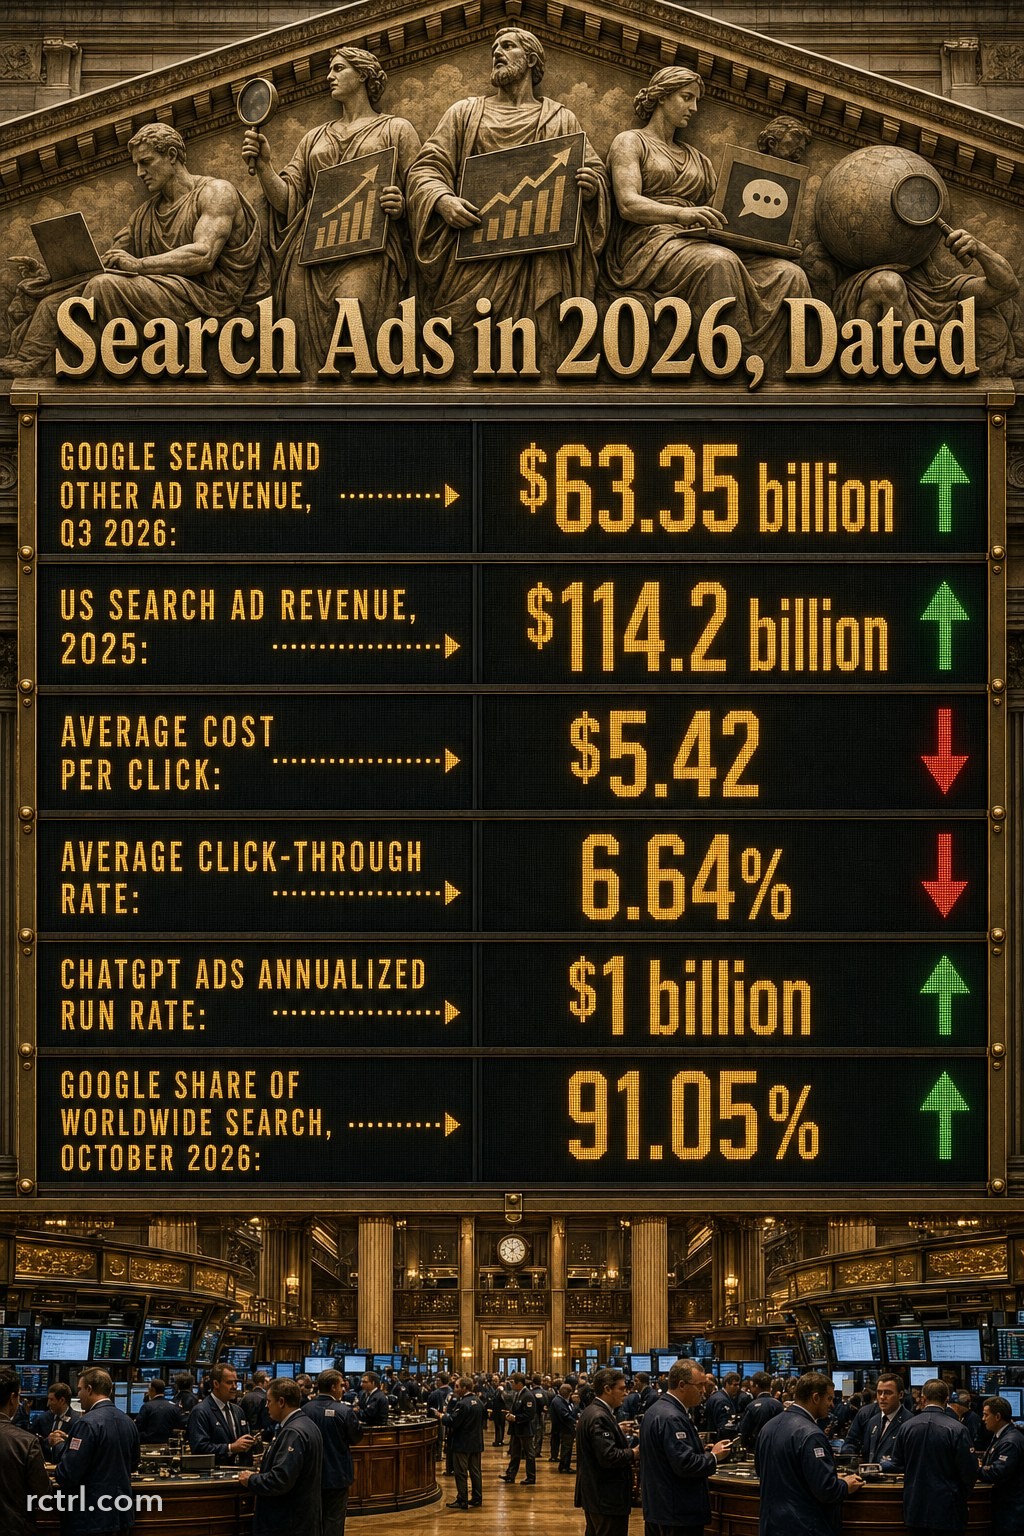 Search Ads in 2026, Dated
GOOGLE SEARCH AND
OTHER AD REVENUE,
Q3 2026:
$63.35 billion
US SEARCH AD REVENUE,
2025:
$114.2 billion
AVERAGE COST
PER CLICK:
$5.42
AVERAGE CLICK-THROUGH
RATE:
6.64%
CHATGPT ADS ANNUALIZED
RUN RATE:
$1 billion
GOOGLE SHARE OF
WORLDWIDE SEARCH,
OCTOBER 2026:
91.05%
rctrl.com